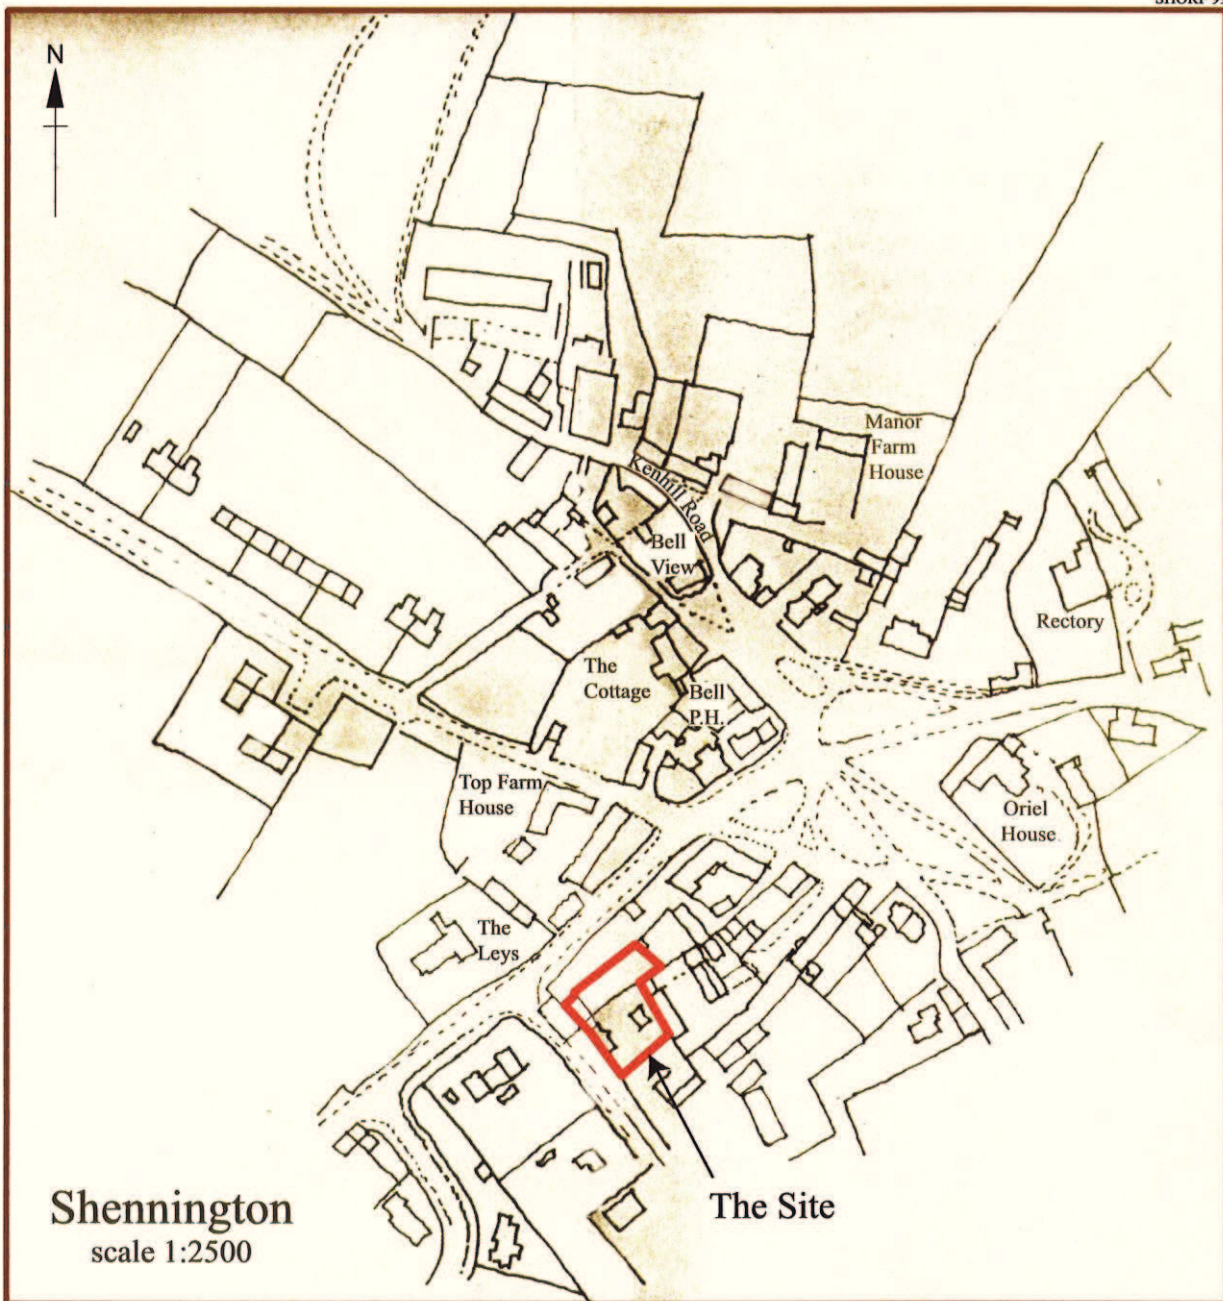 N
Manor
Farm
House
Kenhill Road
Bell
View
Rectory
The
Cottage
Bell
P.H.
Top Farm
House
Oriel
House
The
Leys
The Site
Shennington
scale 1:2500